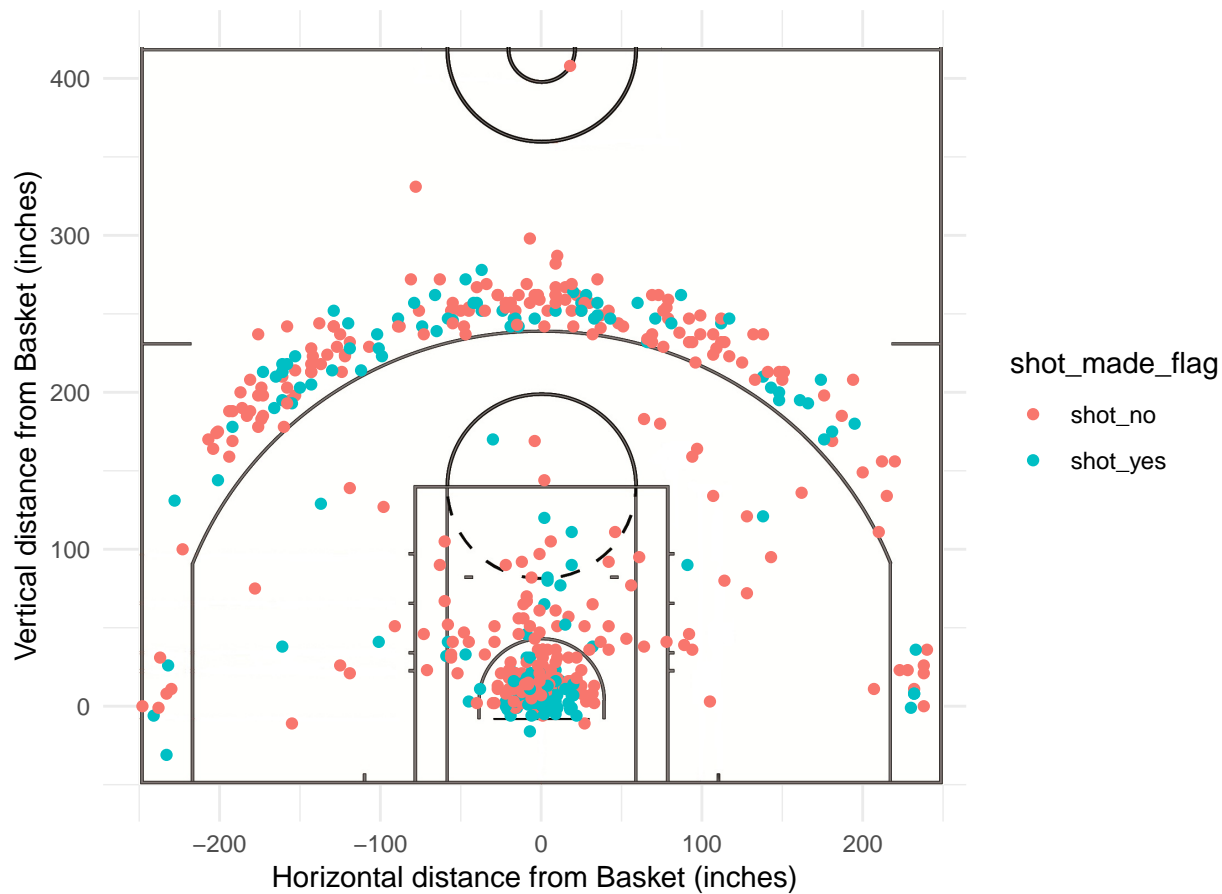 400
300
200
100
0
Vertical distance from Basket (inches)
−200
−100
0
100
200
Horizontal distance from Basket (inches)
shot_made_flag
shot_no
shot_yes